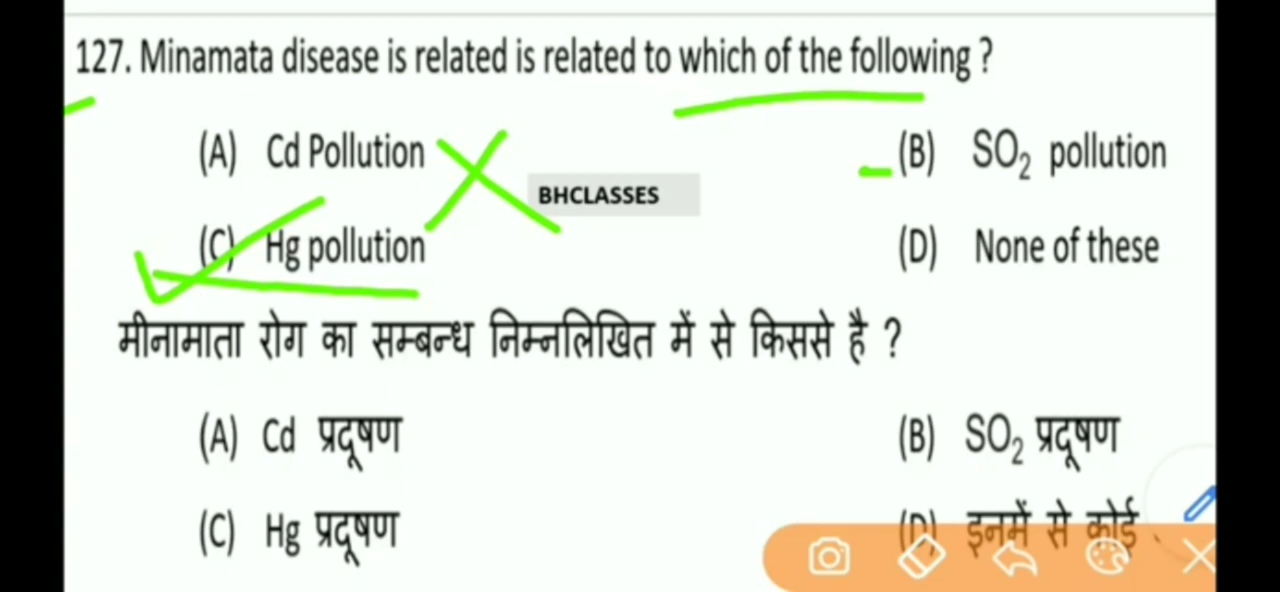 127. Minamata disease is related is related to which of the following ?
(A) Cd Pollution (B) SO₂ pollution
BHCLASSES
(C) Hg pollution (D) None of these
मीनामाता रोग का सम्बन्ध निम्नलिखित में से किससे है ?
(A) Cd प्रदूषण (B) SO₂ प्रदूषण
(C) Hg प्रदूषण (D) इनमें से कोई